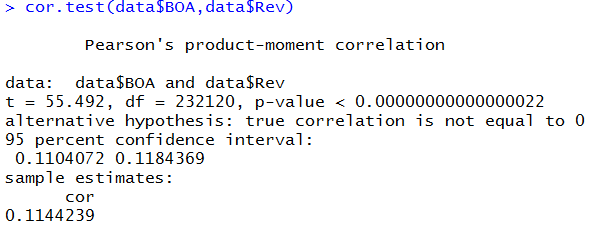 > cor.test(data$BOA,data$Rev)
Pearson's product-moment correlation
data:  data$BOA and data$Rev
t = 55.492, df = 232120, p-value < 0.00000000000000022
alternative hypothesis: true correlation is not equal to 0
95 percent confidence interval:
 0.1104072 0.1184369
sample estimates:
cor
0.1144239